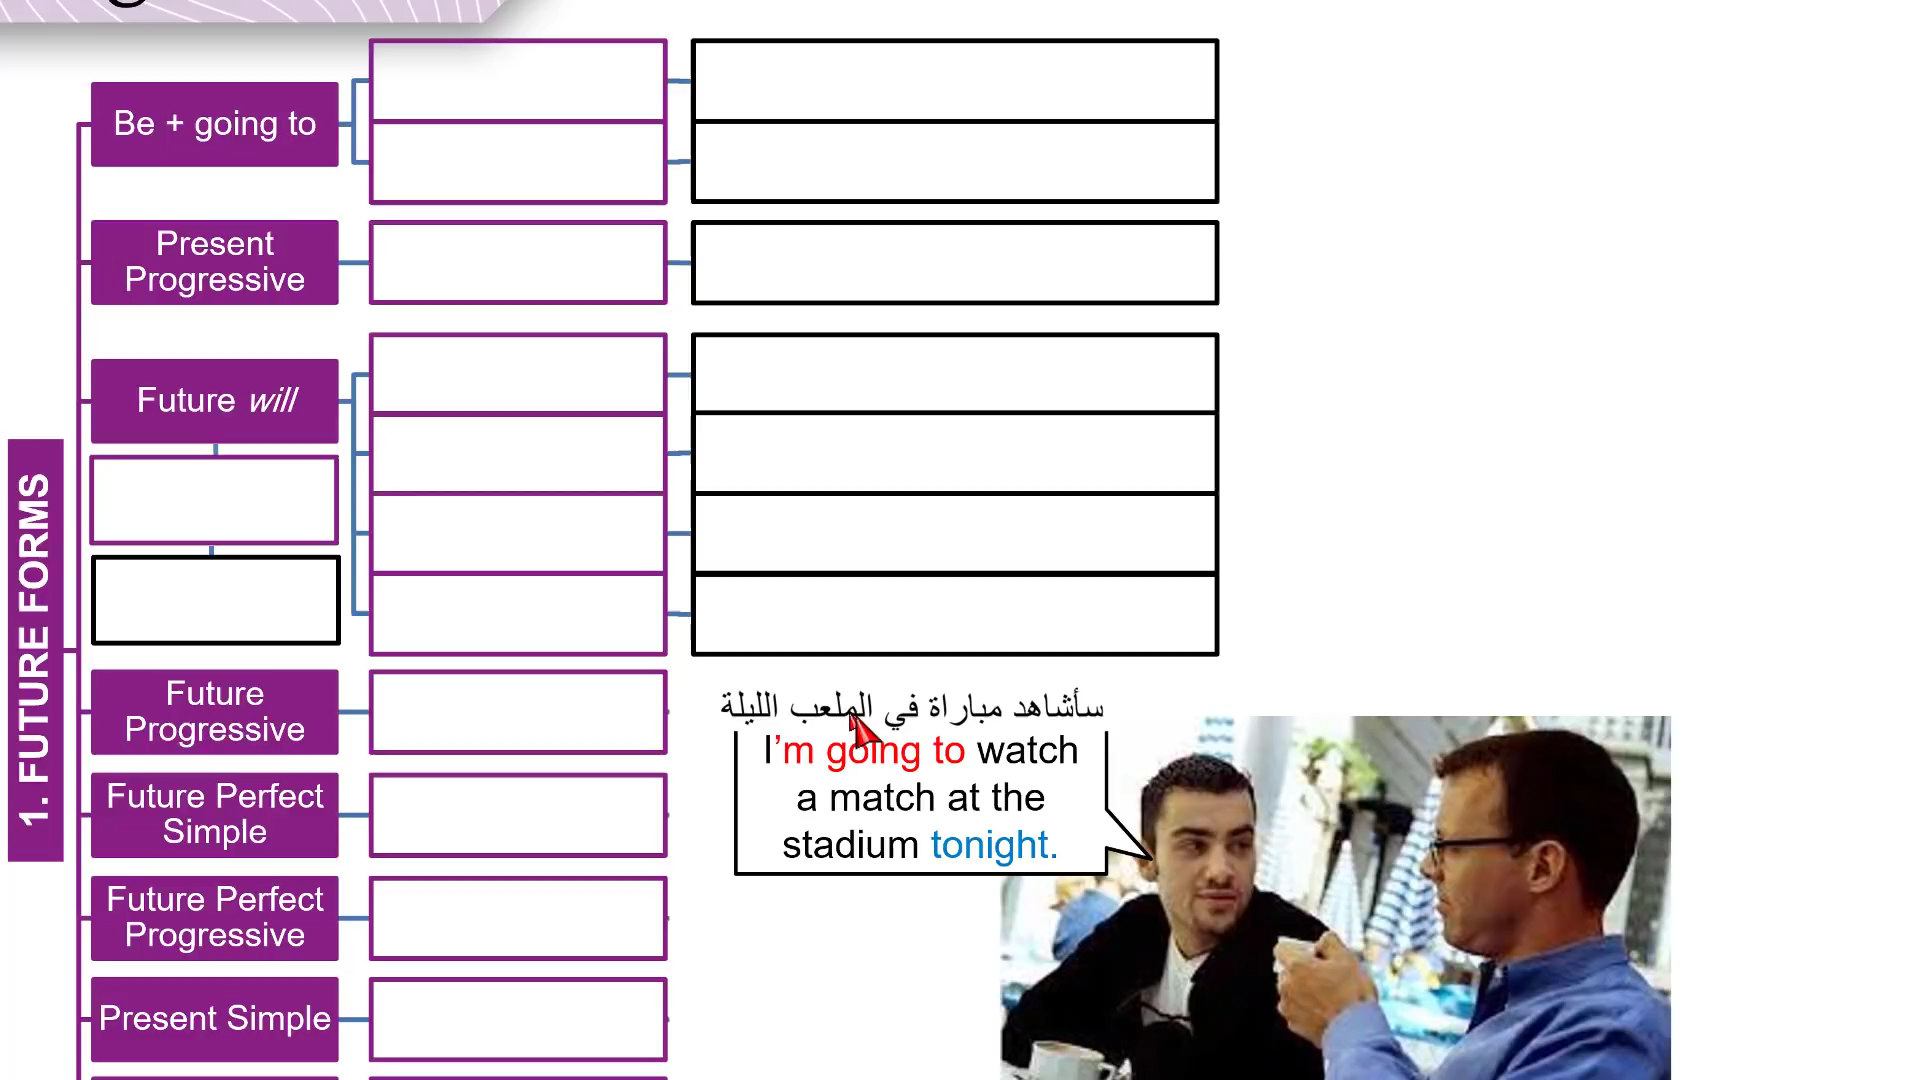 Be + going to
Present
Progressive
Future will
1. FUTURE FORMS
Future
Progressive
Future Perfect
Simple
Future Perfect
Progressive
Present Simple
سأشاهد مباراة في الملعب الليلة
I'm going to watch
a match at the
stadium tonight.